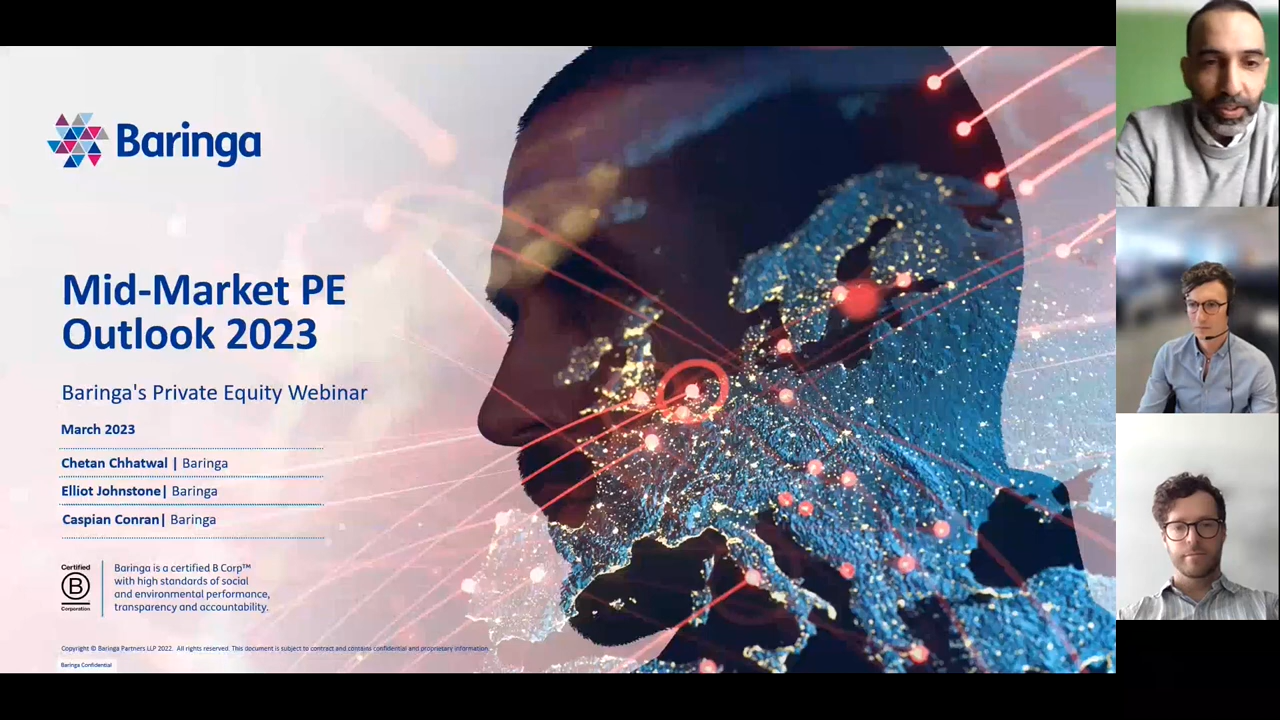 Baringa
Mid-Market PE
Outlook 2023
Baringa's Private Equity Webinar
March 2023
Chetan Chhatwal | Baringa
Elliot Johnstone| Baringa
Caspian Conran| Baringa
Certified
B
Corporation
Baringa is a certified B Corp™
with high standards of social
and environmental performance,
transparency and accountability.
Copyright © Baringa Partners LLP 2022. All rights reserved. This document is subject to contract and contains confidential and proprietary information.
Baringa Confidential